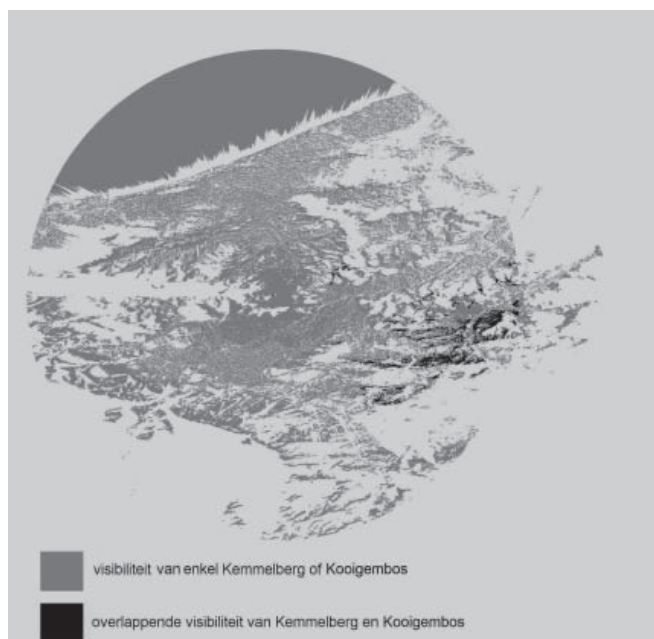 visibiliteit van enkel Kemmelberg of Kooigembos
overlappende visibiliteit van Kemmelberg en Kooigembos